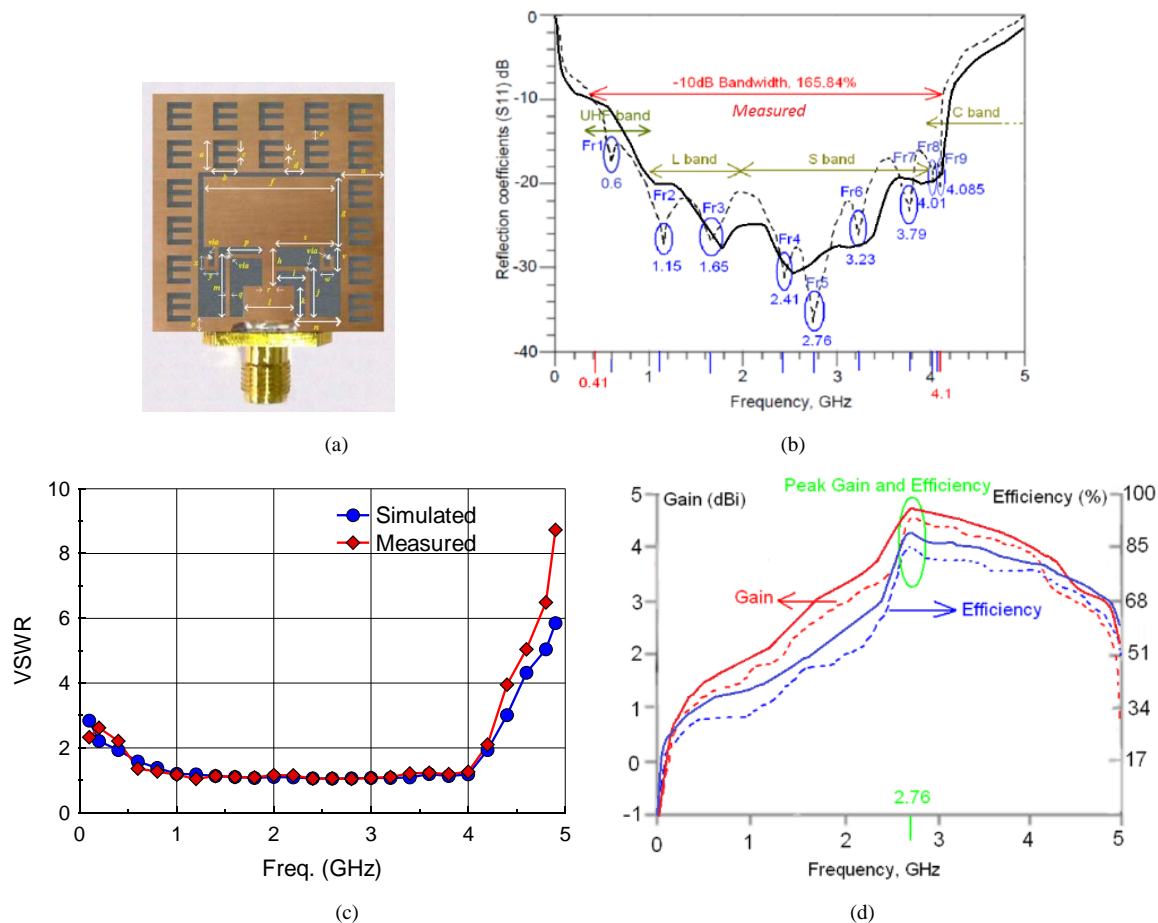 E E E E E
E E E E E
E E
E E
E E
E E
a b c t d e n
f
g
via p s via
x via h v
y i w
m q r j
l k
o n
(a)
0
-10
-20
-30
-40
Reflection coefficients (S11) dB
-10dB Bandwidth, 165.84%
Measured
UHF band
C band
L band
S band
Fr1
0.6
Fr2
1.15
Fr3
1.65
Fr4
2.41
Fr5
2.76
Fr6
3.23
Fr7
3.79
Fr8
4.01
Fr9
4.085
0.41
4.1
0 1 2 3 4 5
Frequency, GHz
(b)
10
8
6
4
2
0
VSWR
Simulated
Measured
0 1 2 3 4 5
Freq. (GHz)
(c)
5
4
3
2
1
0
-1
Gain (dBi)
Peak Gain and Efficiency
Efficiency (%)
100
85
68
51
34
17
Gain
Efficiency
2.76
0 1 2 3 4 5
Frequency, GHz
(d)